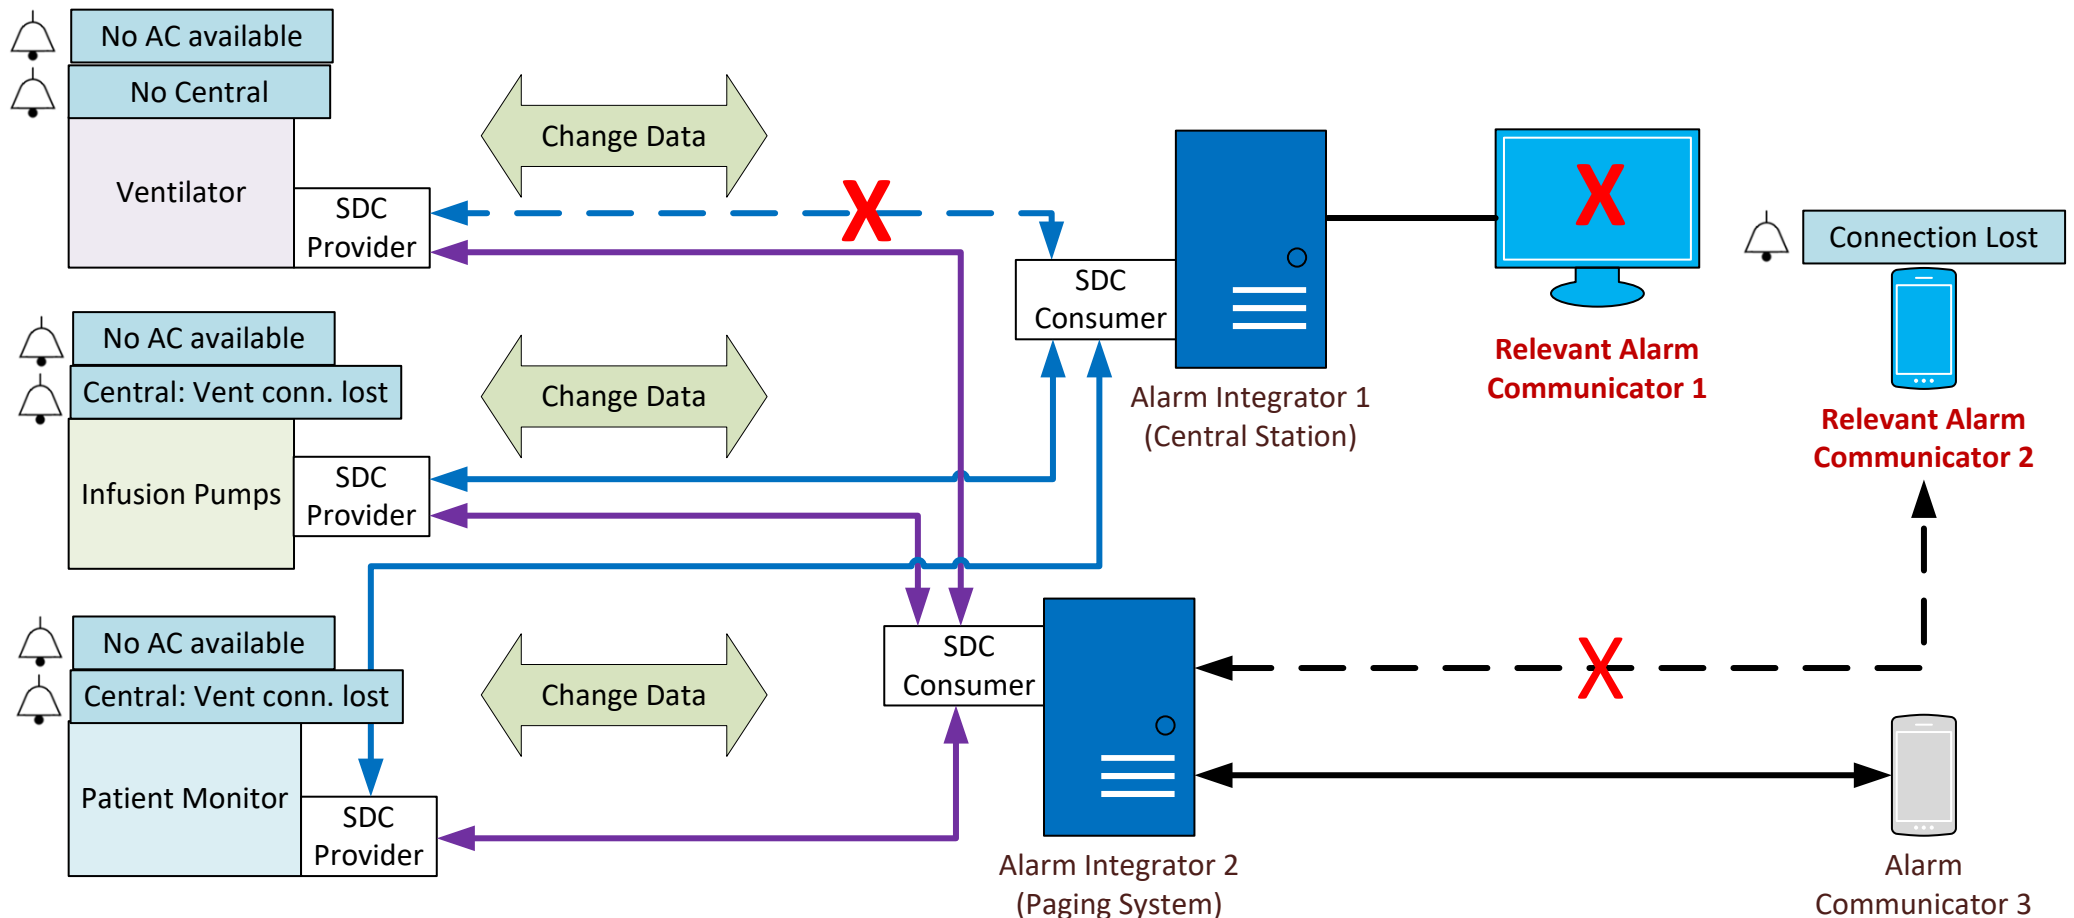 No AC available
No Central
Ventilator
SDC
Provider
Change Data
X
SDC
Consumer
Alarm Integrator 1
(Central Station)
X
Relevant Alarm
Communicator 1
Connection Lost
Relevant Alarm
Communicator 2
No AC available
Central: Vent conn. lost
Infusion Pumps
SDC
Provider
Change Data
No AC available
Central: Vent conn. lost
Patient Monitor
SDC
Provider
Change Data
SDC
Consumer
Alarm Integrator 2
(Paging System)
X
Alarm
Communicator 3